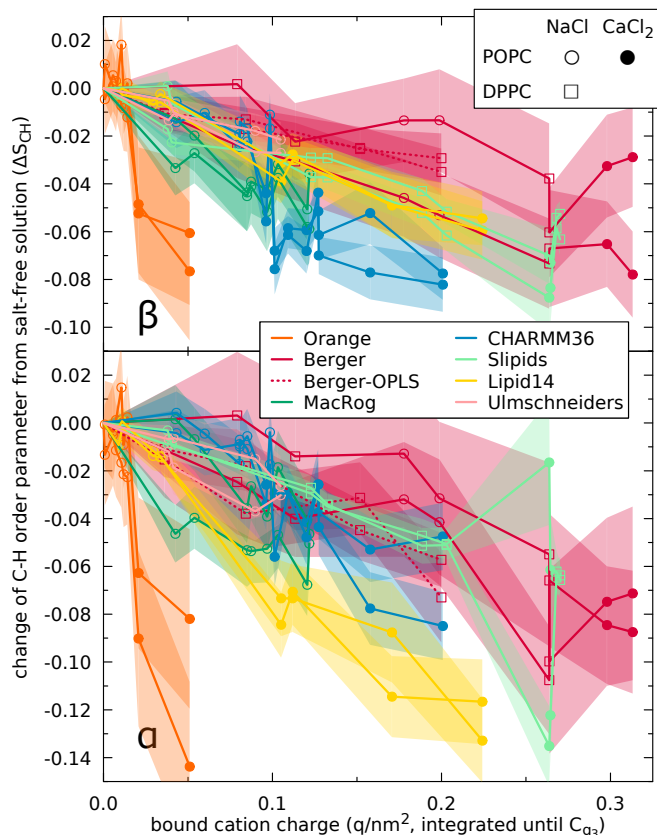 NaCl CaCl2
POPC
DPPC
0.02
0.00
-0.02
-0.04
-0.06
-0.08
-0.10
β
change of C-H order parameter from salt-free solution (ΔSCH)
Orange
Berger
Berger-OPLS
MacRog
CHARMM36
Slipids
Lipid14
Ulmschneiders
0.02
0.00
-0.02
-0.04
-0.06
-0.08
-0.10
-0.12
-0.14
α
0.0 0.1 0.2 0.3
bound cation charge (q/nm², integrated until Cg3)